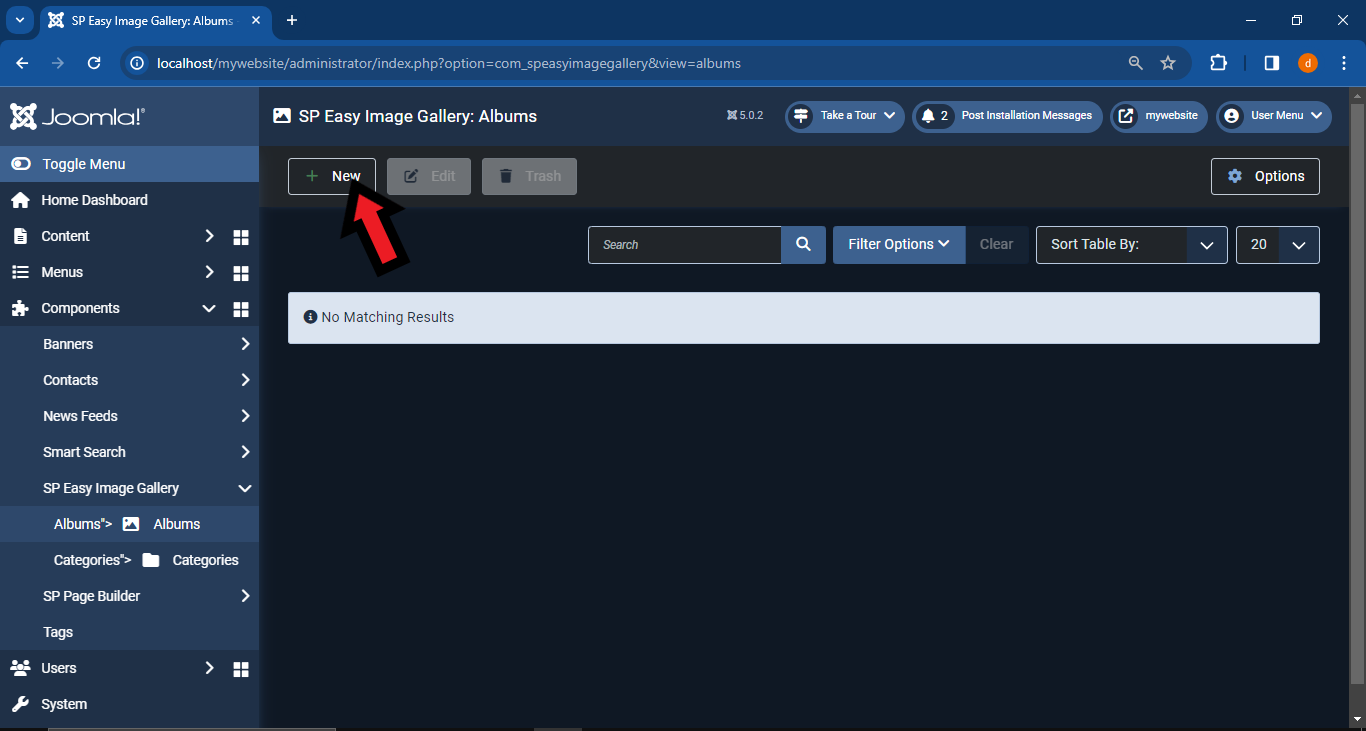 SP Easy Image Gallery: Albums
localhost/mywebsite/administrator/index.php?option=com_speasyimagegallery&view=albums
d
Joomla!®
SP Easy Image Gallery: Albums
5.0.2
Take a Tour
2
Post Installation Messages
mywebsite
User Menu
Toggle Menu
New
Edit
Trash
Options
Home Dashboard
Content
Menus
Components
Banners
Contacts
News Feeds
Smart Search
SP Easy Image Gallery
Albums"> Albums
Categories"> Categories
SP Page Builder
Tags
Users
System
Search
Filter Options
Clear
Sort Table By:
20
No Matching Results